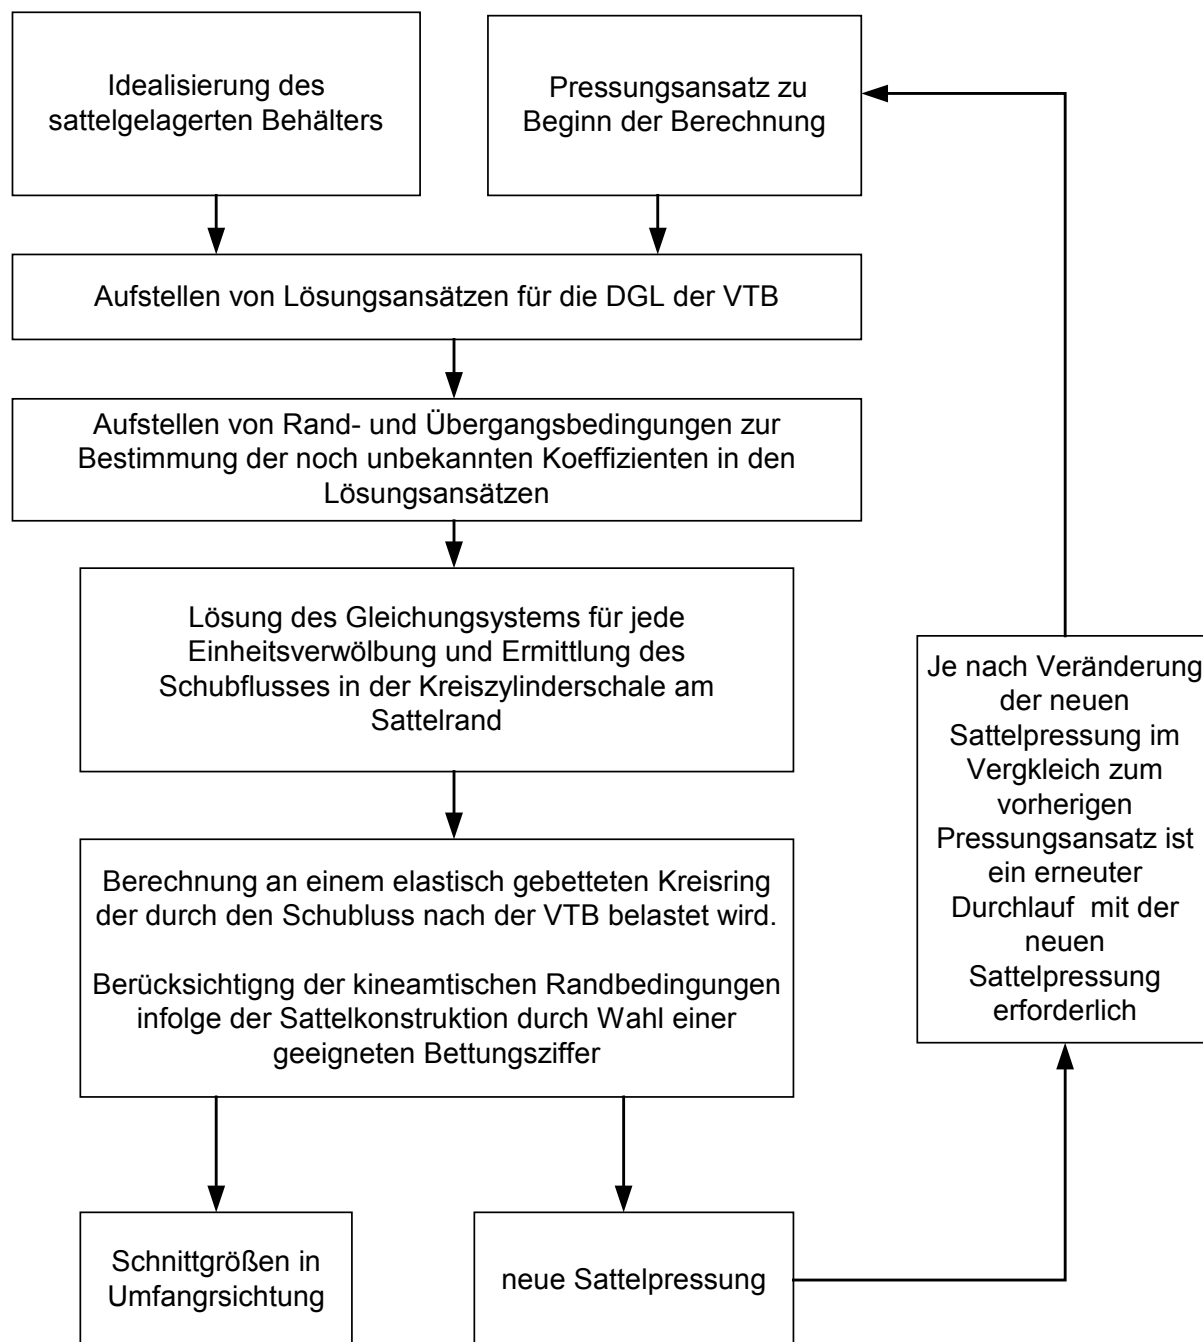 Idealisierung des
sattelgelagerten Behälters
Pressungsansatz zu
Beginn der Berechnung
Aufstellen von Lösungsansätzen für die DGL der VTB
Aufstellen von Rand- und Übergangsbedingungen zur
Bestimmung der noch unbekannten Koeffizienten in den
Lösungsansätzen
Lösung des Gleichungsystems für jede
Einheitsverwölbung und Ermittlung des
Schubflusses in der Kreiszylinderschale am
Sattelrand
Je nach Veränderung
der neuen
Sattelpressung im
Vergkleich zum
vorherigen
Pressungsansatz ist
ein erneuter
Durchlauf mit der
neuen
Sattelpressung
erforderlich
Berechnung an einem elastisch gebetteten Kreisring
der durch den Schubluss nach der VTB belastet wird.
Berücksichtigng der kineamtischen Randbedingungen
infolge der Sattelkonstruktion durch Wahl einer
geeigneten Bettungsziffer
Schnittgrößen in
Umfangrsichtung
neue Sattelpressung